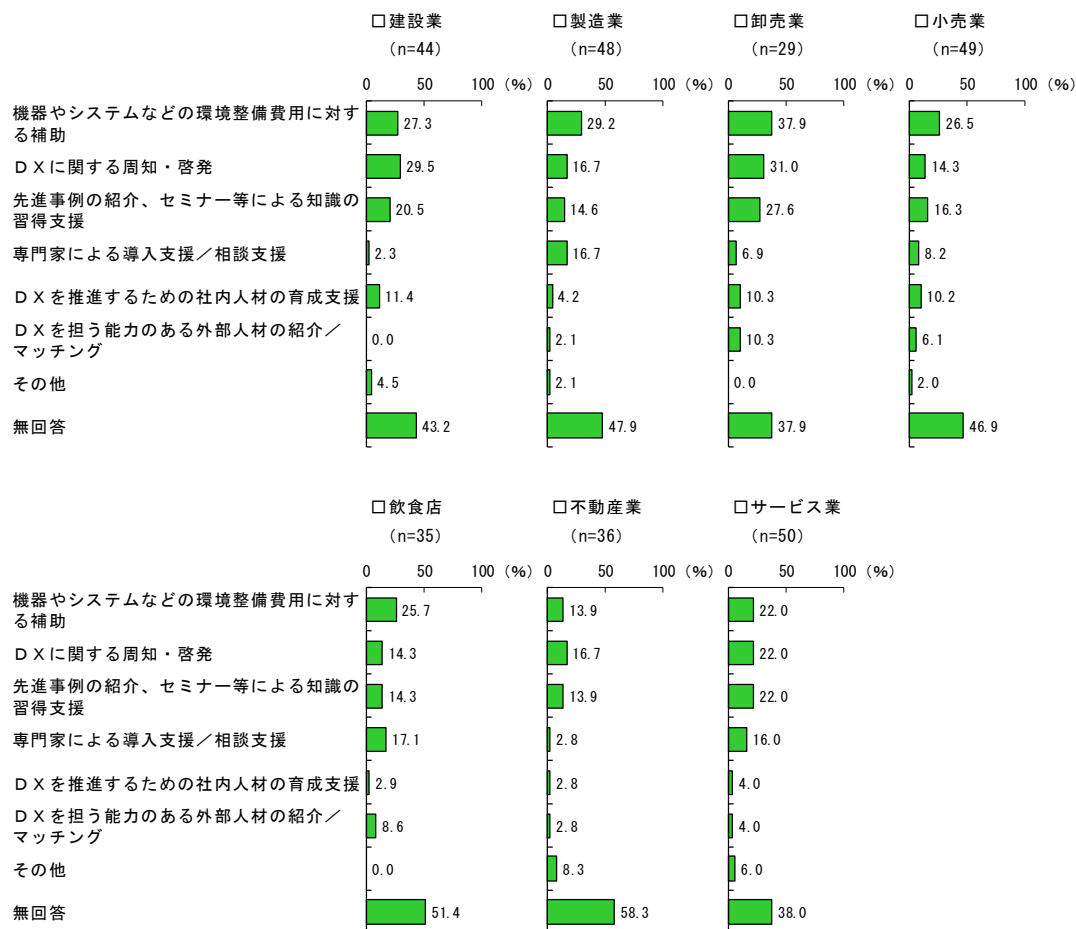 □建設業 □製造業 □卸売業 □小売業
（n=44） （n=48） （n=29） （n=49）
0 50 100 (%) 0 50 100 (%) 0 50 100 (%) 0 50 100 (%)
機器やシステムなどの環境整備費用に対す
る補助
27.3 29.2 37.9 26.5
ＤＸに関する周知・啓発 29.5 16.7 31.0 14.3
先進事例の紹介、セミナー等による知識の
習得支援
20.5 14.6 27.6 16.3
専門家による導入支援／相談支援 2.3 16.7 6.9 8.2
ＤＸを推進するための社内人材の育成支援 11.4 4.2 10.3 10.2
ＤＸを担う能力のある外部人材の紹介／
マッチング
0.0 2.1 10.3 6.1
その他 4.5 2.1 0.0 2.0
無回答 43.2 47.9 37.9 46.9
□飲食店 □不動産業 □サービス業
（n=35） （n=36） （n=50）
0 50 100 (%) 0 50 100 (%) 0 50 100 (%)
機器やシステムなどの環境整備費用に対す
る補助
25.7 13.9 22.0
ＤＸに関する周知・啓発 14.3 16.7 22.0
先進事例の紹介、セミナー等による知識の
習得支援
14.3 13.9 22.0
専門家による導入支援／相談支援 17.1 2.8 16.0
ＤＸを推進するための社内人材の育成支援 2.9 2.8 4.0
ＤＸを担う能力のある外部人材の紹介／
マッチング
8.6 2.8 4.0
その他 0.0 8.3 6.0
無回答 51.4 58.3 38.0